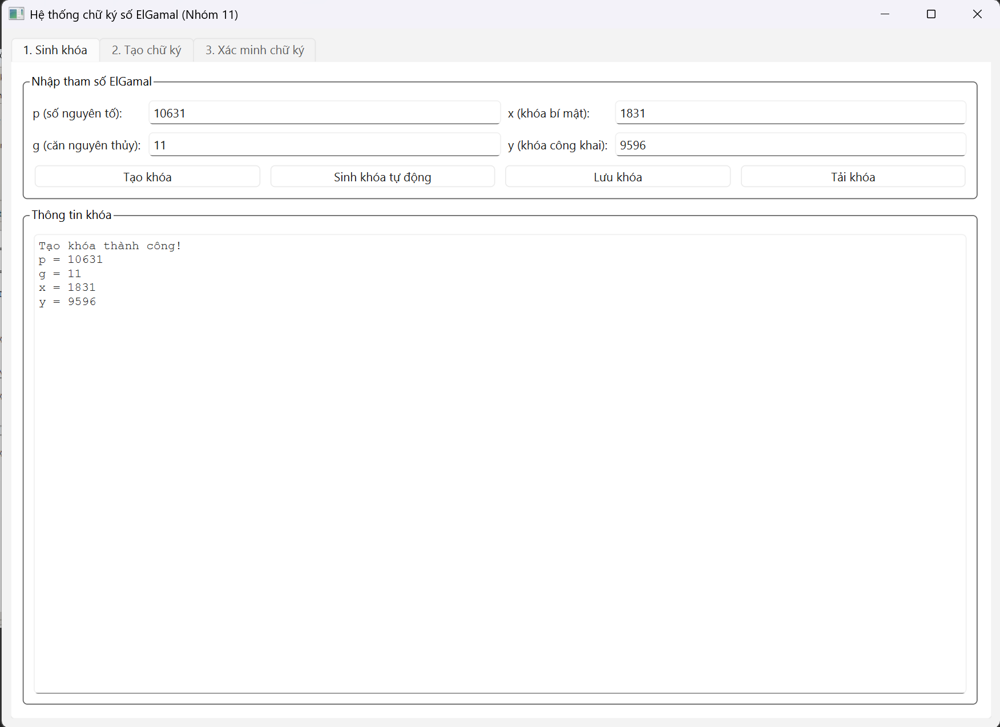 Hệ thống chữ ký số ElGamal (Nhóm 11)
1. Sinh khóa
2. Tạo chữ ký
3. Xác minh chữ ký
Nhập tham số ElGamal
p (số nguyên tố):
10631
x (khóa bí mật):
1831
g (căn nguyên thủy):
11
y (khóa công khai):
9596
Tạo khóa
Sinh khóa tự động
Lưu khóa
Tải khóa
Thông tin khóa
Tạo khóa thành công!
p = 10631
g = 11
x = 1831
y = 9596